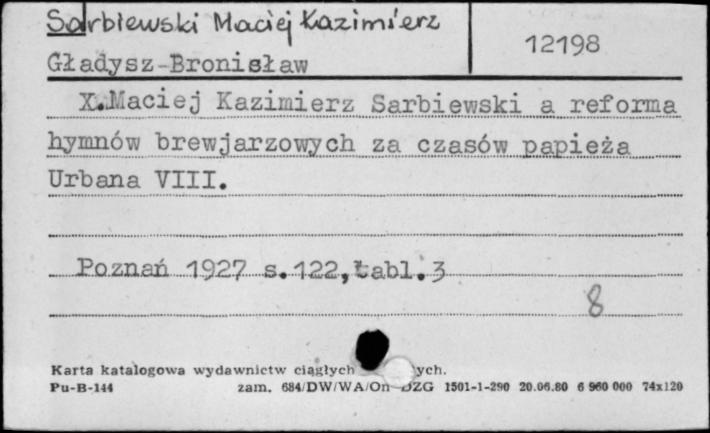 Sarbiewski Maciej Kazimierz
12198
Gładysz Bronisław
X.Maciej Kazimierz Sarbiewski a reforma
hymnów brewjarzowych za czasów papieża
Urbana VIII.
Poznań 1927 s.122,tabl.3
8
Karta katalogowa wydawnictw ciągłych ych.
Pu-B-144 zam. 684/DW/WA/On DZG 1501-1-290 20.06.80 6 960 000 74x120